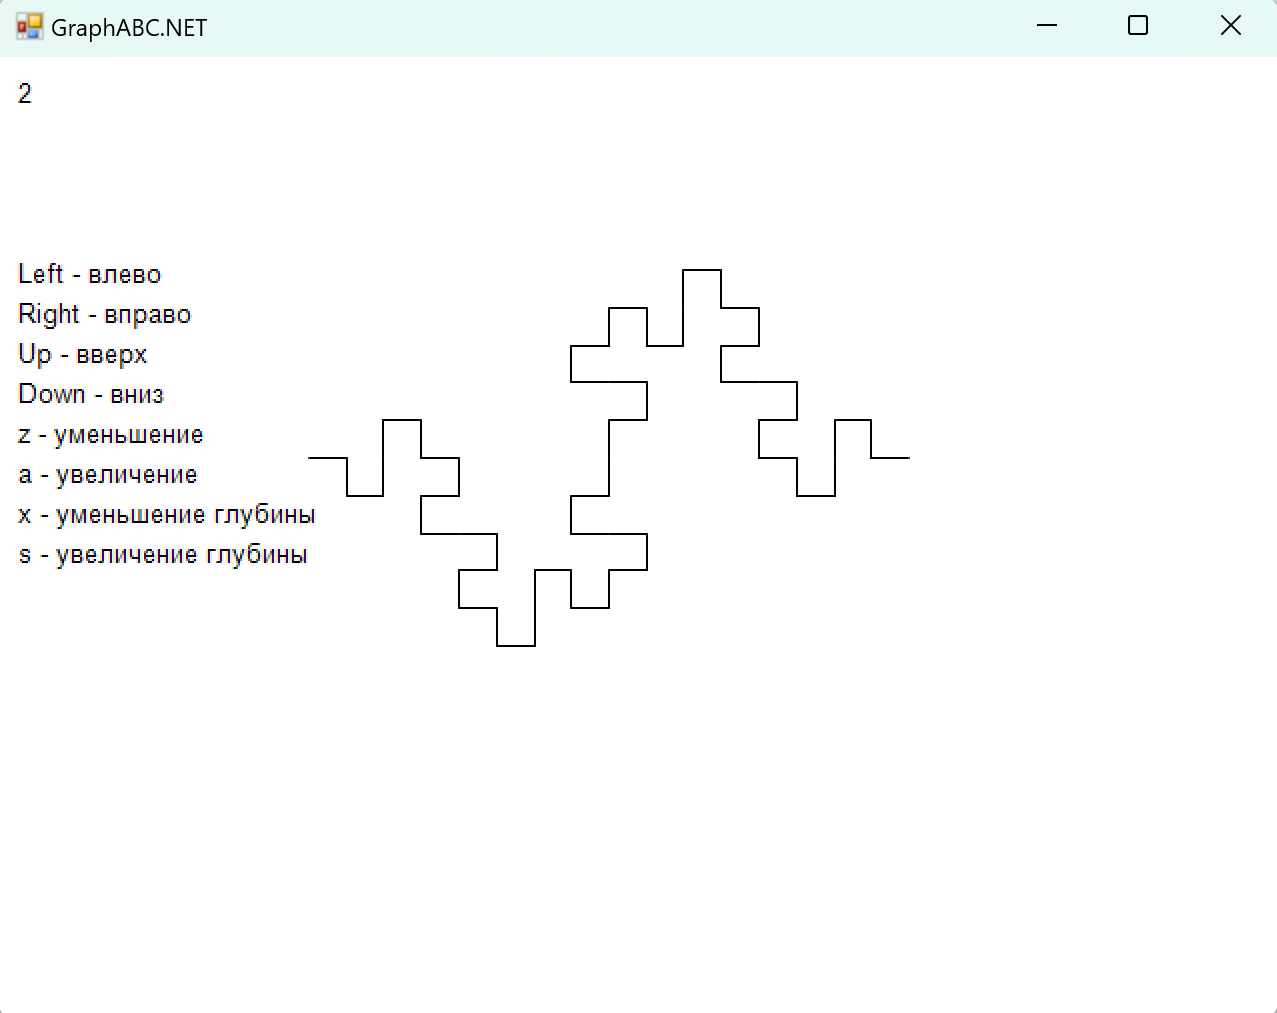 GraphABC.NET
2
Left - влево
Right - вправо
Up - вверх
Down - вниз
z - уменьшение
a - увеличение
x - уменьшение глубины
s - увеличение глубины